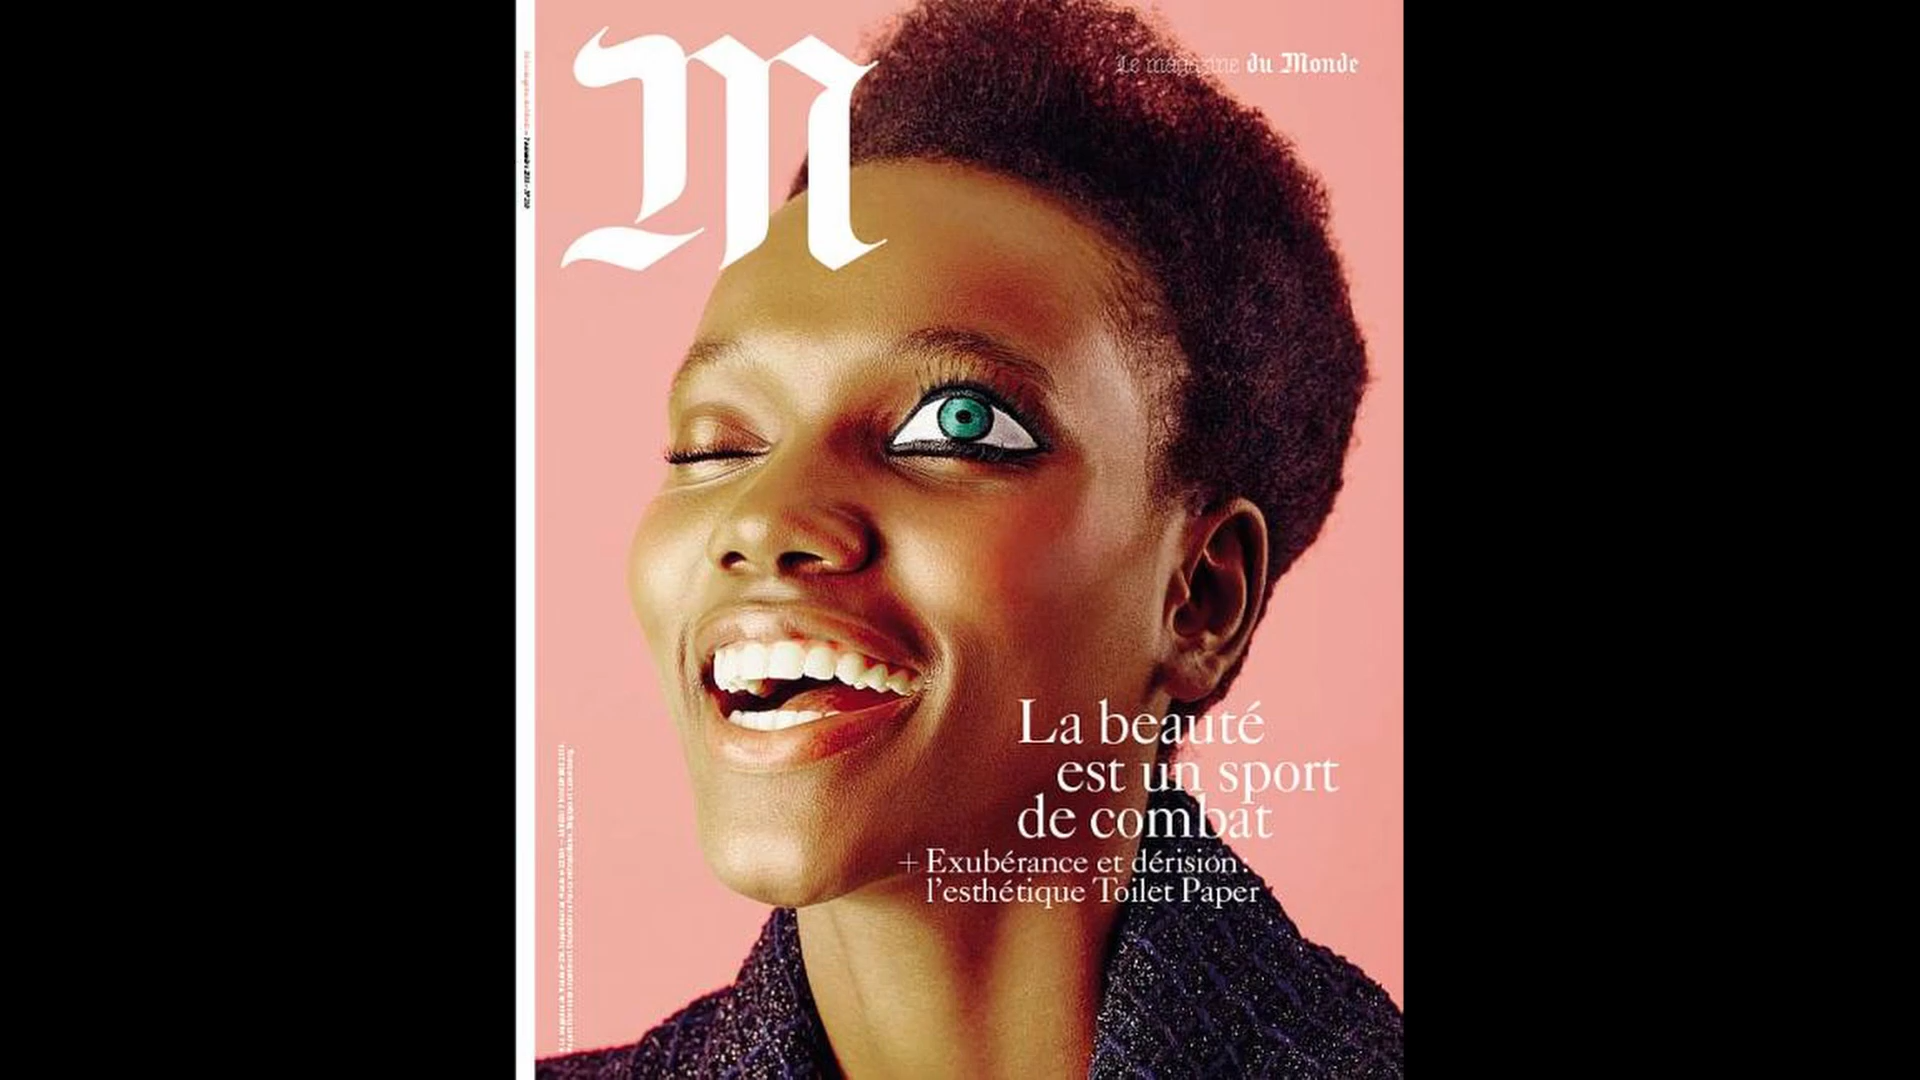 M
Le magazine du Monde
La beauté
est un sport
de combat
+ Exubérance et dérision :
l'esthétique Toilet Paper